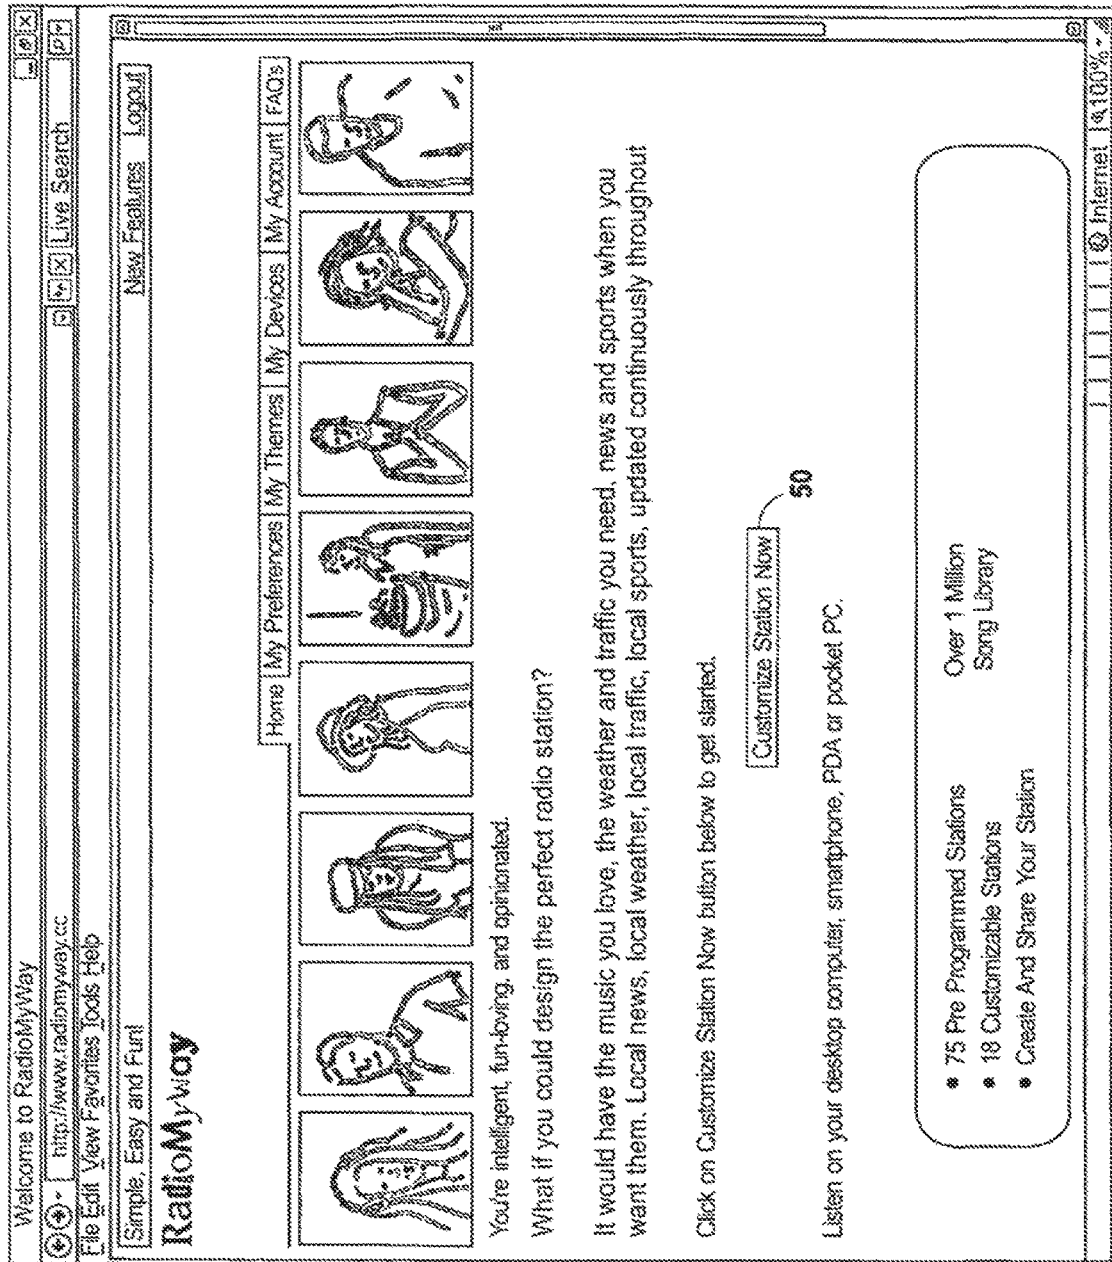 Welcome to RadioMyWay
http://www.radiomyway.cc
Live Search
File Edit View Favorites Tools Help
Simple, Easy and Fun!
New Features Logout
RadioMyWay
Home My Preferences My Themes My Devices My Account FAQ's
You're intelligent, fun-loving, and opinionated.
What if you could design the perfect radio station?
It would have the music you love, the weather and traffic you need, news and sports when you
want them. Local news, local weather, local traffic, local sports, updated continuously throughout
Click on Customize Station Now button below to get started.
Customize Station Now
50
Listen on your desktop computer, smartphone, PDA or pocket PC.
• 75 Pre Programmed Stations
• 18 Customizable Stations
• Create And Share Your Station
Over 1 Million
Song Library
Internet 100%